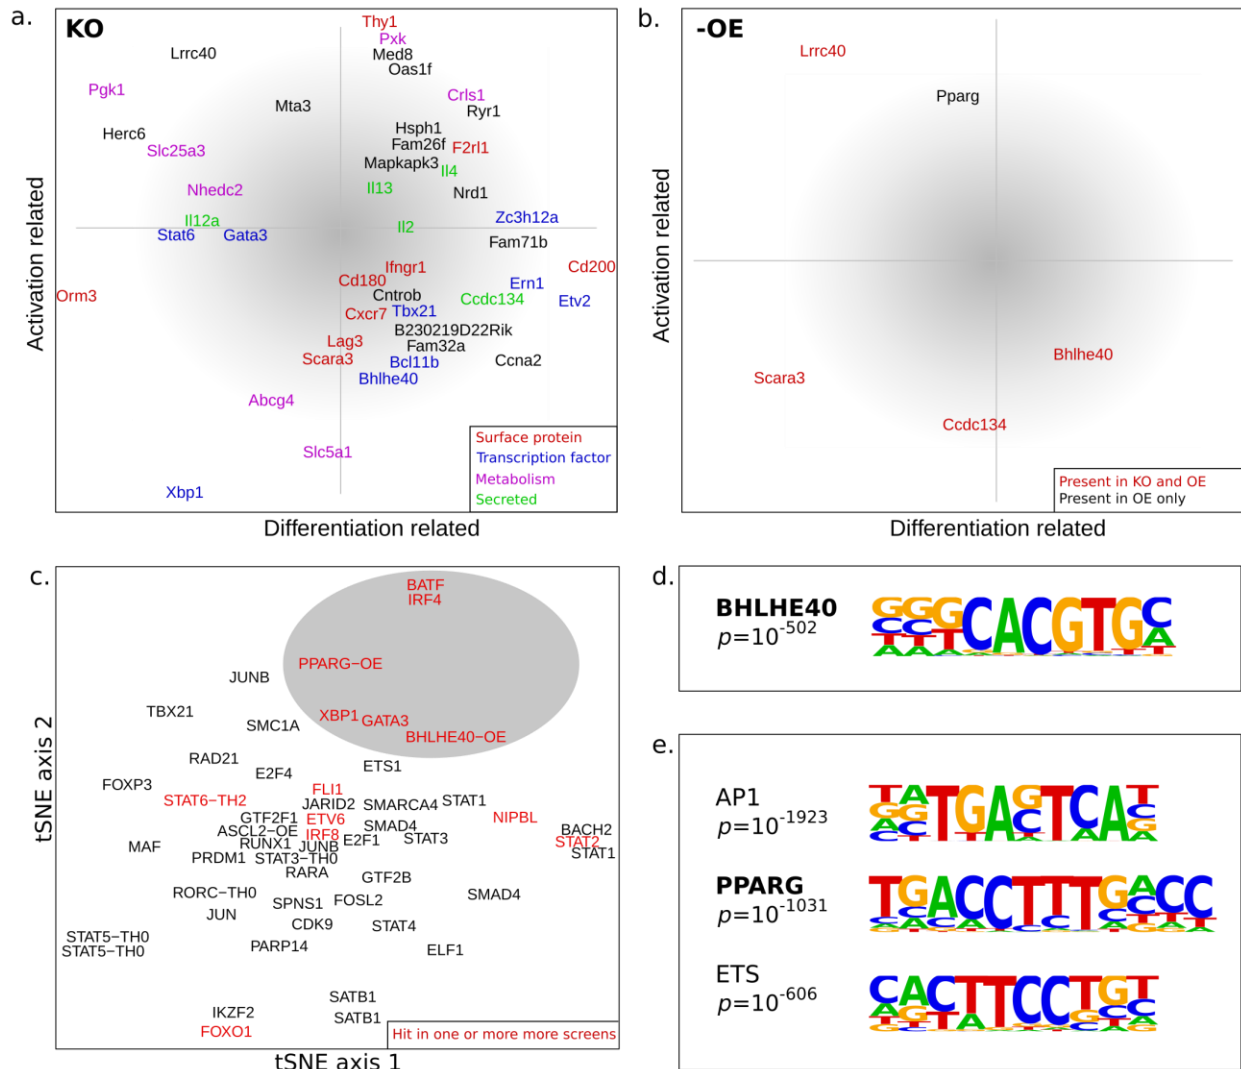 a.
KO
Thy1
Pxk
Lrrc40
Med8
Oas1f
Pgk1
Crls1
Mta3
Ryr1
Herc6
Hsph1
Fam26f
Slc25a3
F2rl1
Mapkapk3
Il4
Nhedc2
Il13
Nrd1
Il12a
Zc3h12a
Il2
Stat6
Gata3
Fam71b
Ifngr1
Cd200
Cd180
Ern1
Orm3
Cntrob
Ccdc134
Etv2
Cxcr7
Tbx21
B230219D22Rik
Lag3
Fam32a
Scara3
Bcl11b
Ccna2
Bhlhe40
Abcg4
Slc5a1
Xbp1
Surface protein
Transcription factor
Metabolism
Secreted
Activation related
Differentiation related
b.
-OE
Lrrc40
Pparg
Bhlhe40
Scara3
Ccdc134
Present in KO and OE
Present in OE only
Activation related
Differentiation related
c.
BATF
IRF4
PPARG-OE
JUNB
TBX21
XBP1
GATA3
SMC1A
BHLHE40-OE
RAD21
ETS1
E2F4
FOXP3
FLI1
STAT6-TH2
JARID2
SMARCA4
STAT1
GTF2F1
ETV6
NIPBL
ASCL2-OE
IRF8
SMAD4
BACH2
RUNX1
JUNB
E2F1
STAT3
STAT2
MAF
PRDM1
STAT3-TH0
STAT1
RARA
GTF2B
RORC-TH0
SPNS1
FOSL2
SMAD4
JUN
CDK9
STAT4
STAT5-TH0
STAT5-TH0
PARP14
ELF1
SATB1
IKZF2
SATB1
FOXO1
Hit in one or more more screens
tSNE axis 2
tSNE axis 1
d.
BHLHE40
p=10-502
CACGTG
e.
AP1
p=10-1923
PPARG
p=10-1031
ETS
p=10-606